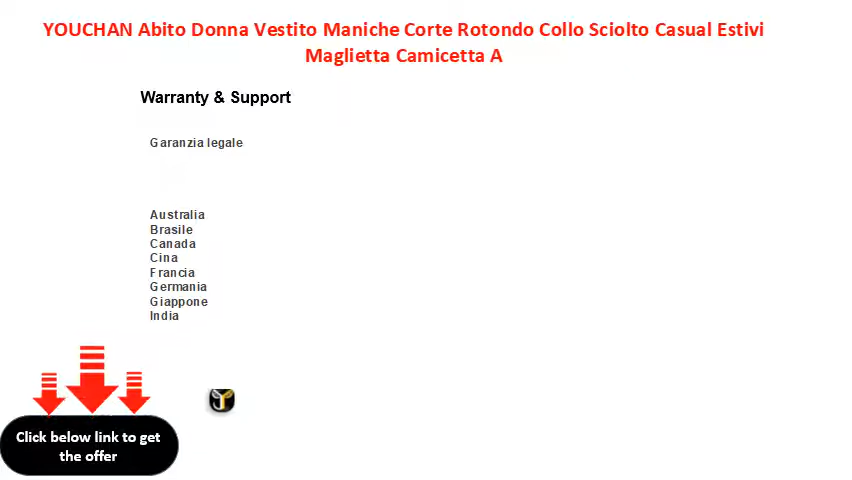 YOUCHAN Abito Donna Vestito Maniche Corte Rotondo Collo Sciolto Casual Estivi
Maglietta Camicetta A
Warranty & Support
Garanzia legale
Australia
Brasile
Canada
Cina
Francia
Germania
Giappone
India
Click below link to get
the offer